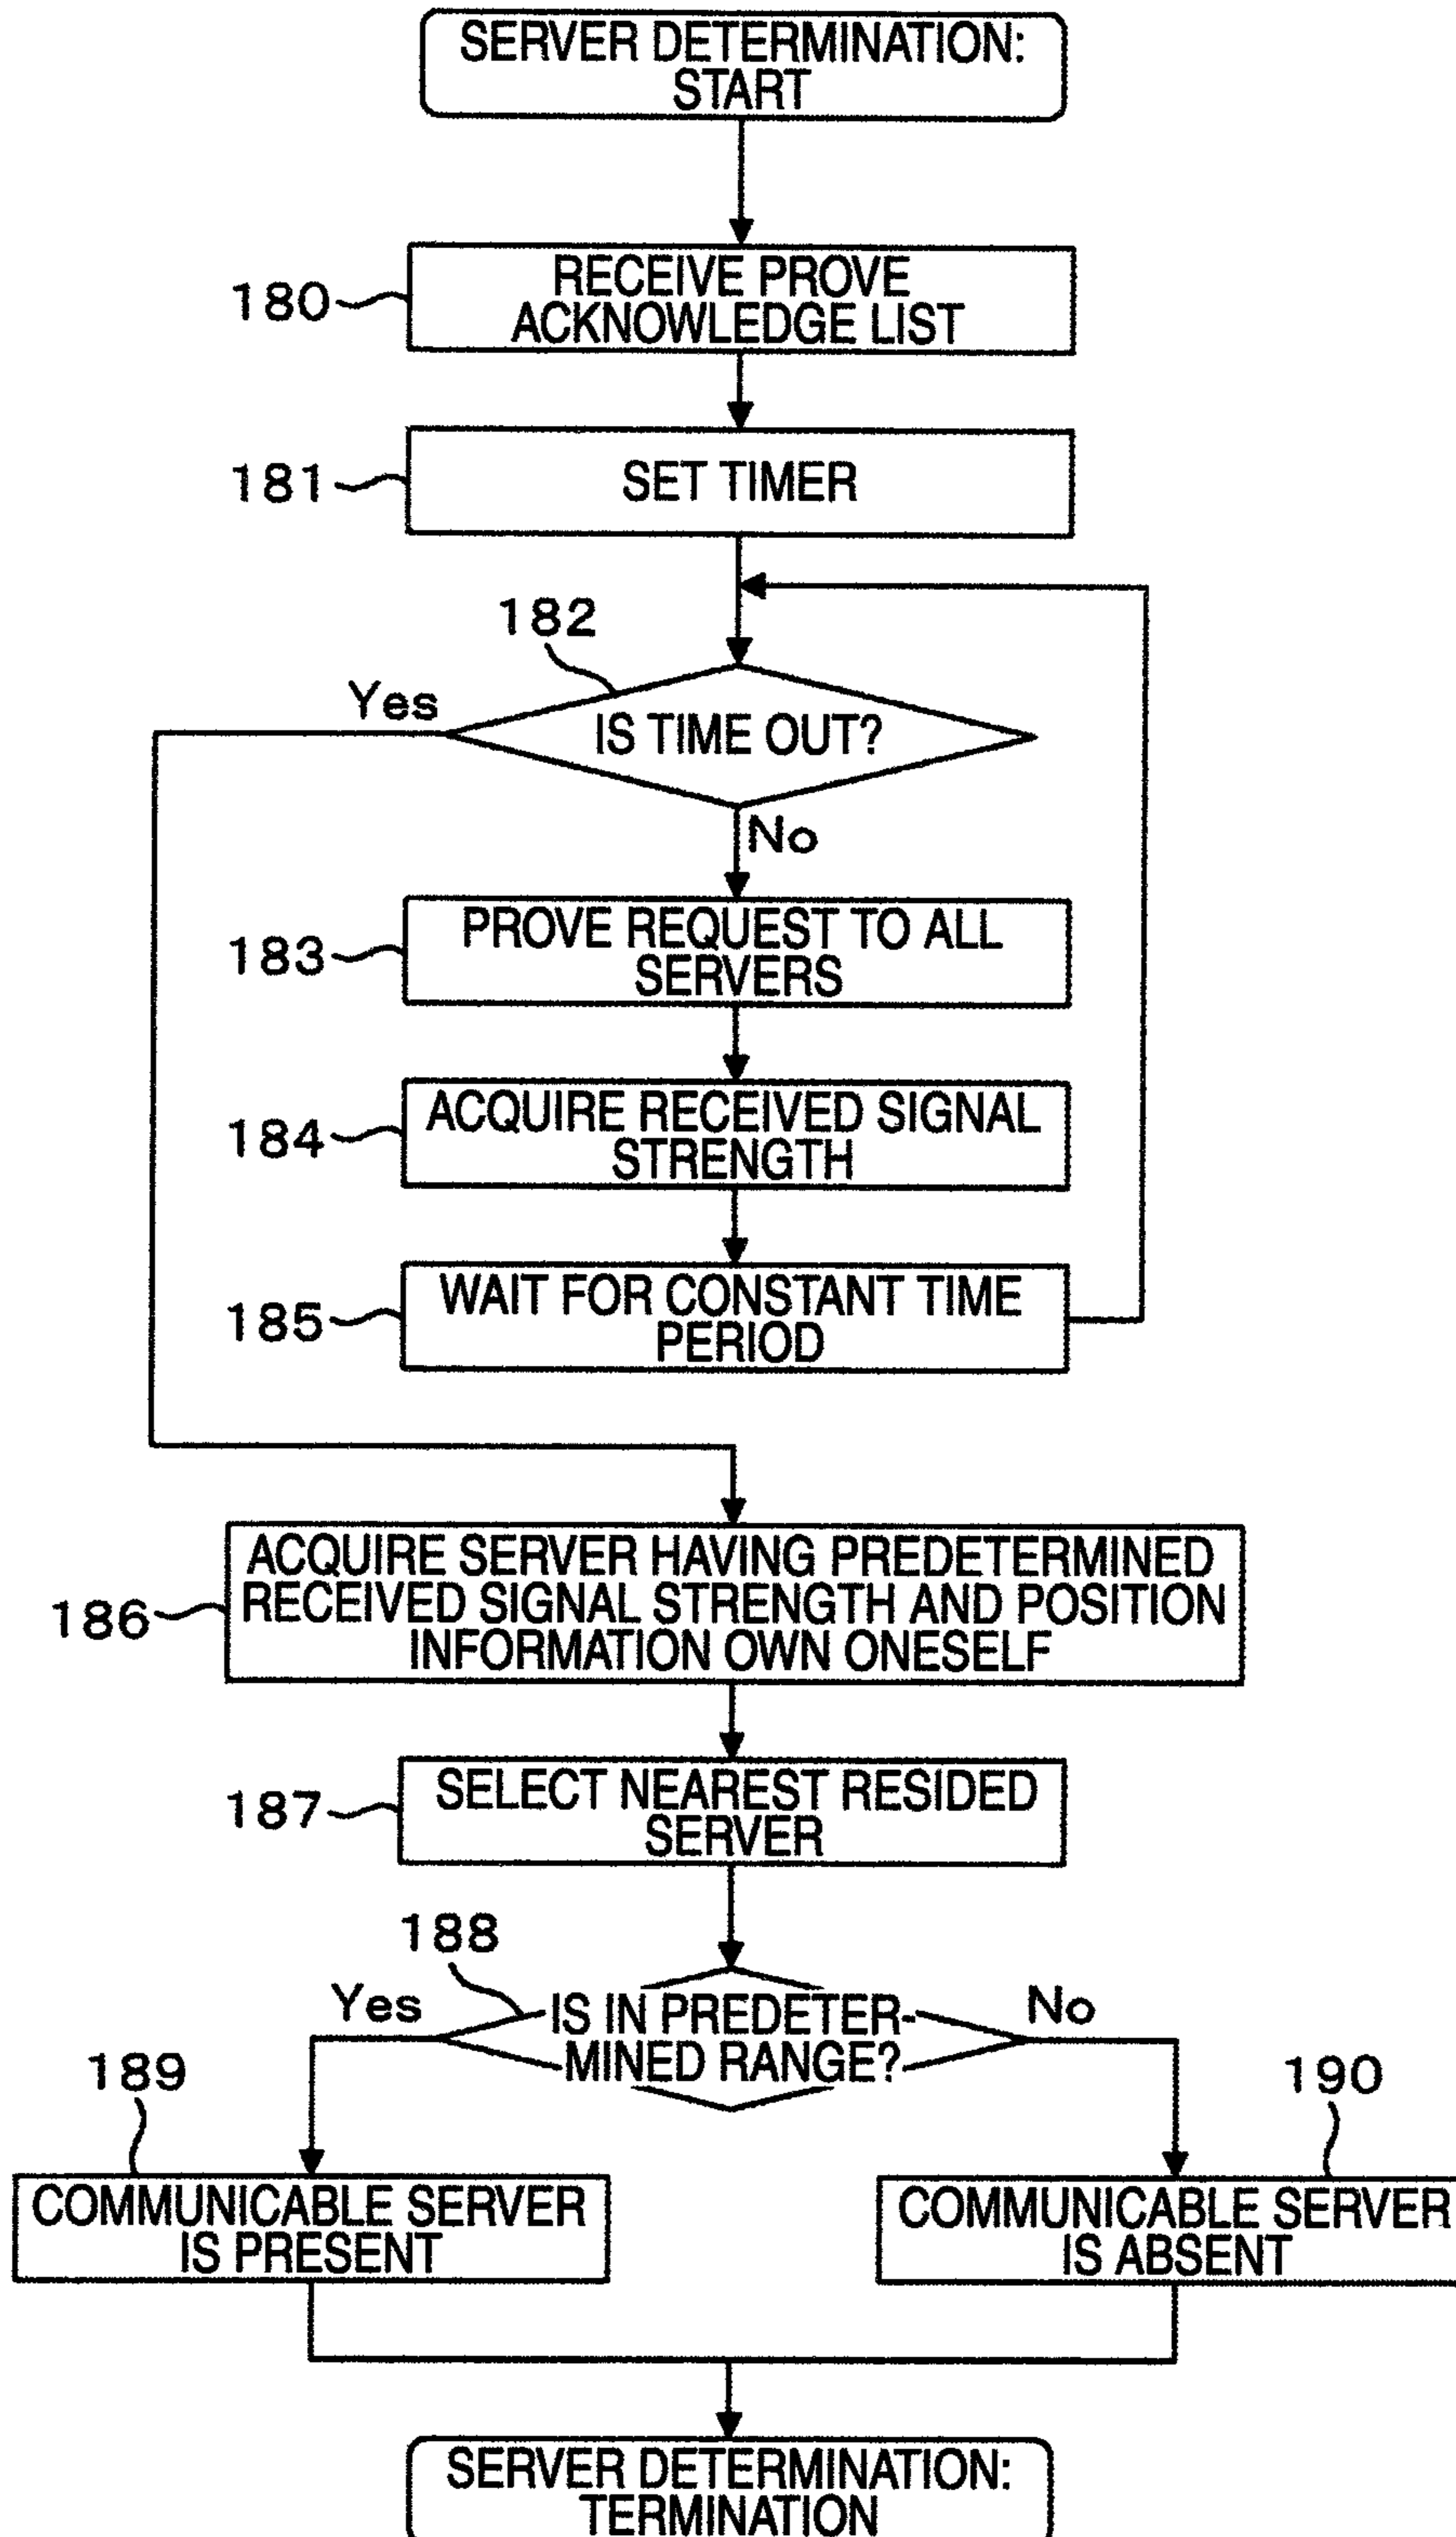 SERVER DETERMINATION:
START
180
RECEIVE PROVE
ACKNOWLEDGE LIST
181
SET TIMER
182
Yes
IS TIME OUT?
No
183
PROVE REQUEST TO ALL
SERVERS
184
ACQUIRE RECEIVED SIGNAL
STRENGTH
185
WAIT FOR CONSTANT TIME
PERIOD
186
ACQUIRE SERVER HAVING PREDETERMINED
RECEIVED SIGNAL STRENGTH AND POSITION
INFORMATION OWN ONESELF
187
SELECT NEAREST RESIDED
SERVER
188
Yes
IS IN PREDETER-
MINED RANGE?
No
189
COMMUNICABLE SERVER
IS PRESENT
190
COMMUNICABLE SERVER
IS ABSENT
SERVER DETERMINATION:
TERMINATION